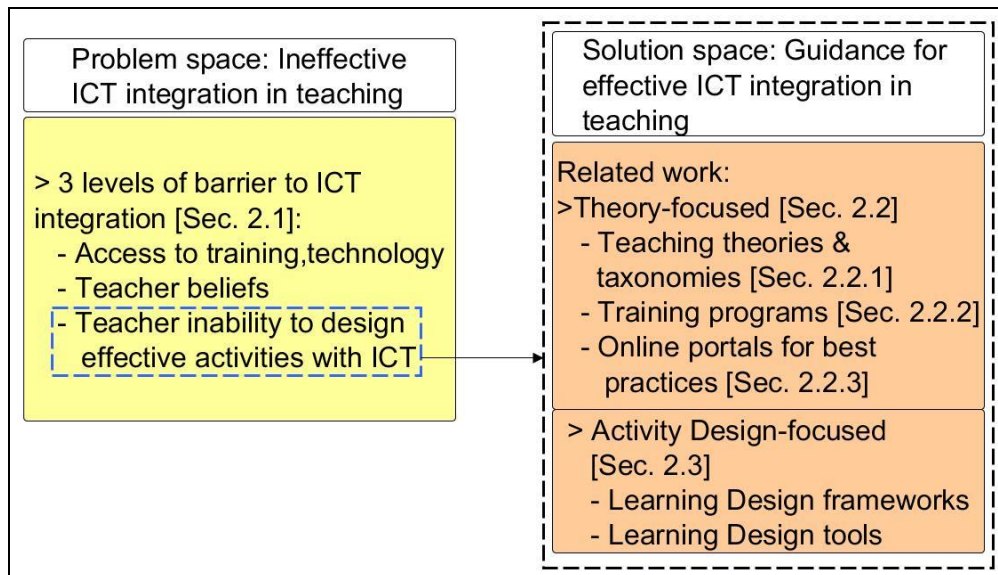 Problem space: Ineffective
ICT integration in teaching
> 3 levels of barrier to ICT
integration [Sec. 2.1]:
- Access to training,technology
- Teacher beliefs
- Teacher inability to design
effective activities with ICT
Solution space: Guidance for
effective ICT integration in
teaching
Related work:
>Theory-focused [Sec. 2.2]
- Teaching theories &
taxonomies [Sec. 2.2.1]
- Training programs [Sec. 2.2.2]
- Online portals for best
practices [Sec. 2.2.3]
> Activity Design-focused
[Sec. 2.3]
- Learning Design frameworks
- Learning Design tools